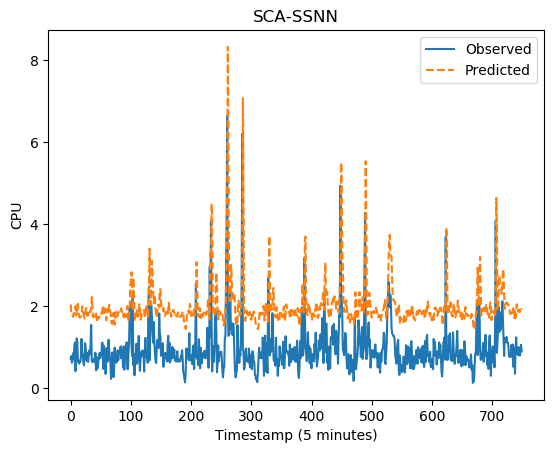 SCA-SSNN
Observed
Predicted
CPU
8
6
4
2
0
0 100 200 300 400 500 600 700
Timestamp (5 minutes)